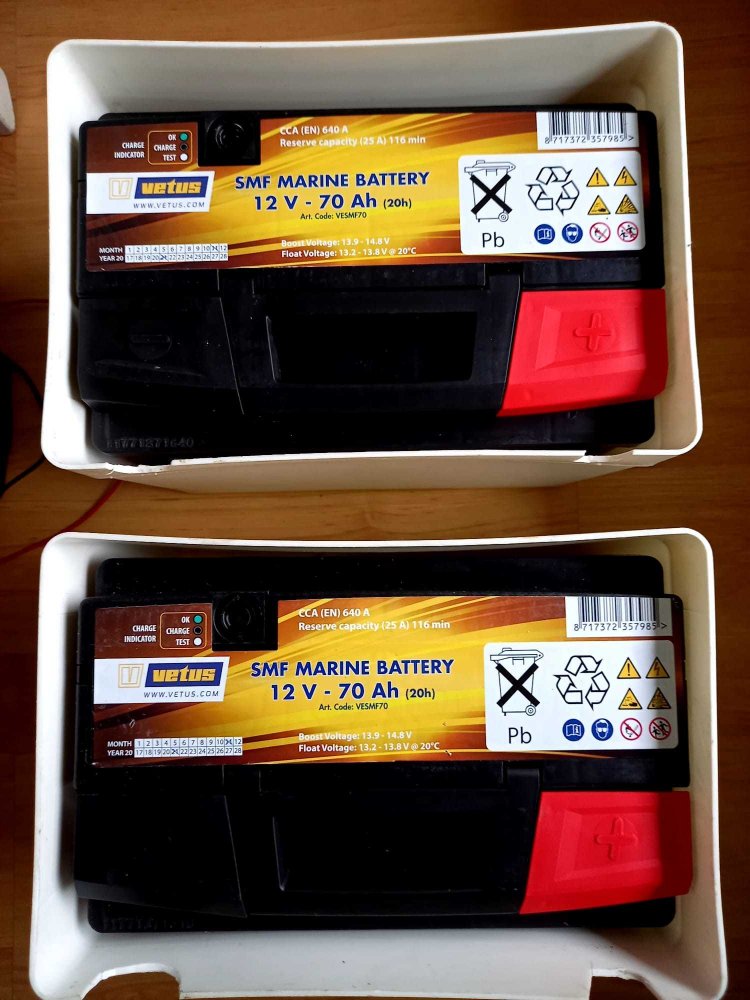 CCA (EN) 640 A
Reserve capacity (25 A) 116 min
8 717372 357985 >
CHARGE INDICATOR
OK
CHARGE
TEST
V vetus
WWW.VETUS.COM
SMF MARINE BATTERY
12 V - 70 Ah (20h)
Art. Code: VESMF70
Pb
Boost Voltage: 13.9 - 14.8 V
Float Voltage: 13.2 - 13.8 V @ 20°C
MONTH 1 2 3 4 5 6 7 8 9 10 11 12
YEAR 20 17 18 19 20 21 22 23 24 25 26 27 28
+
CCA (EN) 640 A
Reserve capacity (25 A) 116 min
8 717372 357985 >
CHARGE INDICATOR
OK
CHARGE
TEST
V vetus
WWW.VETUS.COM
SMF MARINE BATTERY
12 V - 70 Ah (20h)
Art. Code: VESMF70
Pb
Boost Voltage: 13.9 - 14.8 V
Float Voltage: 13.2 - 13.8 V @ 20°C
MONTH 1 2 3 4 5 6 7 8 9 10 11 12
YEAR 20 17 18 19 20 21 22 23 24 25 26 27 28
+